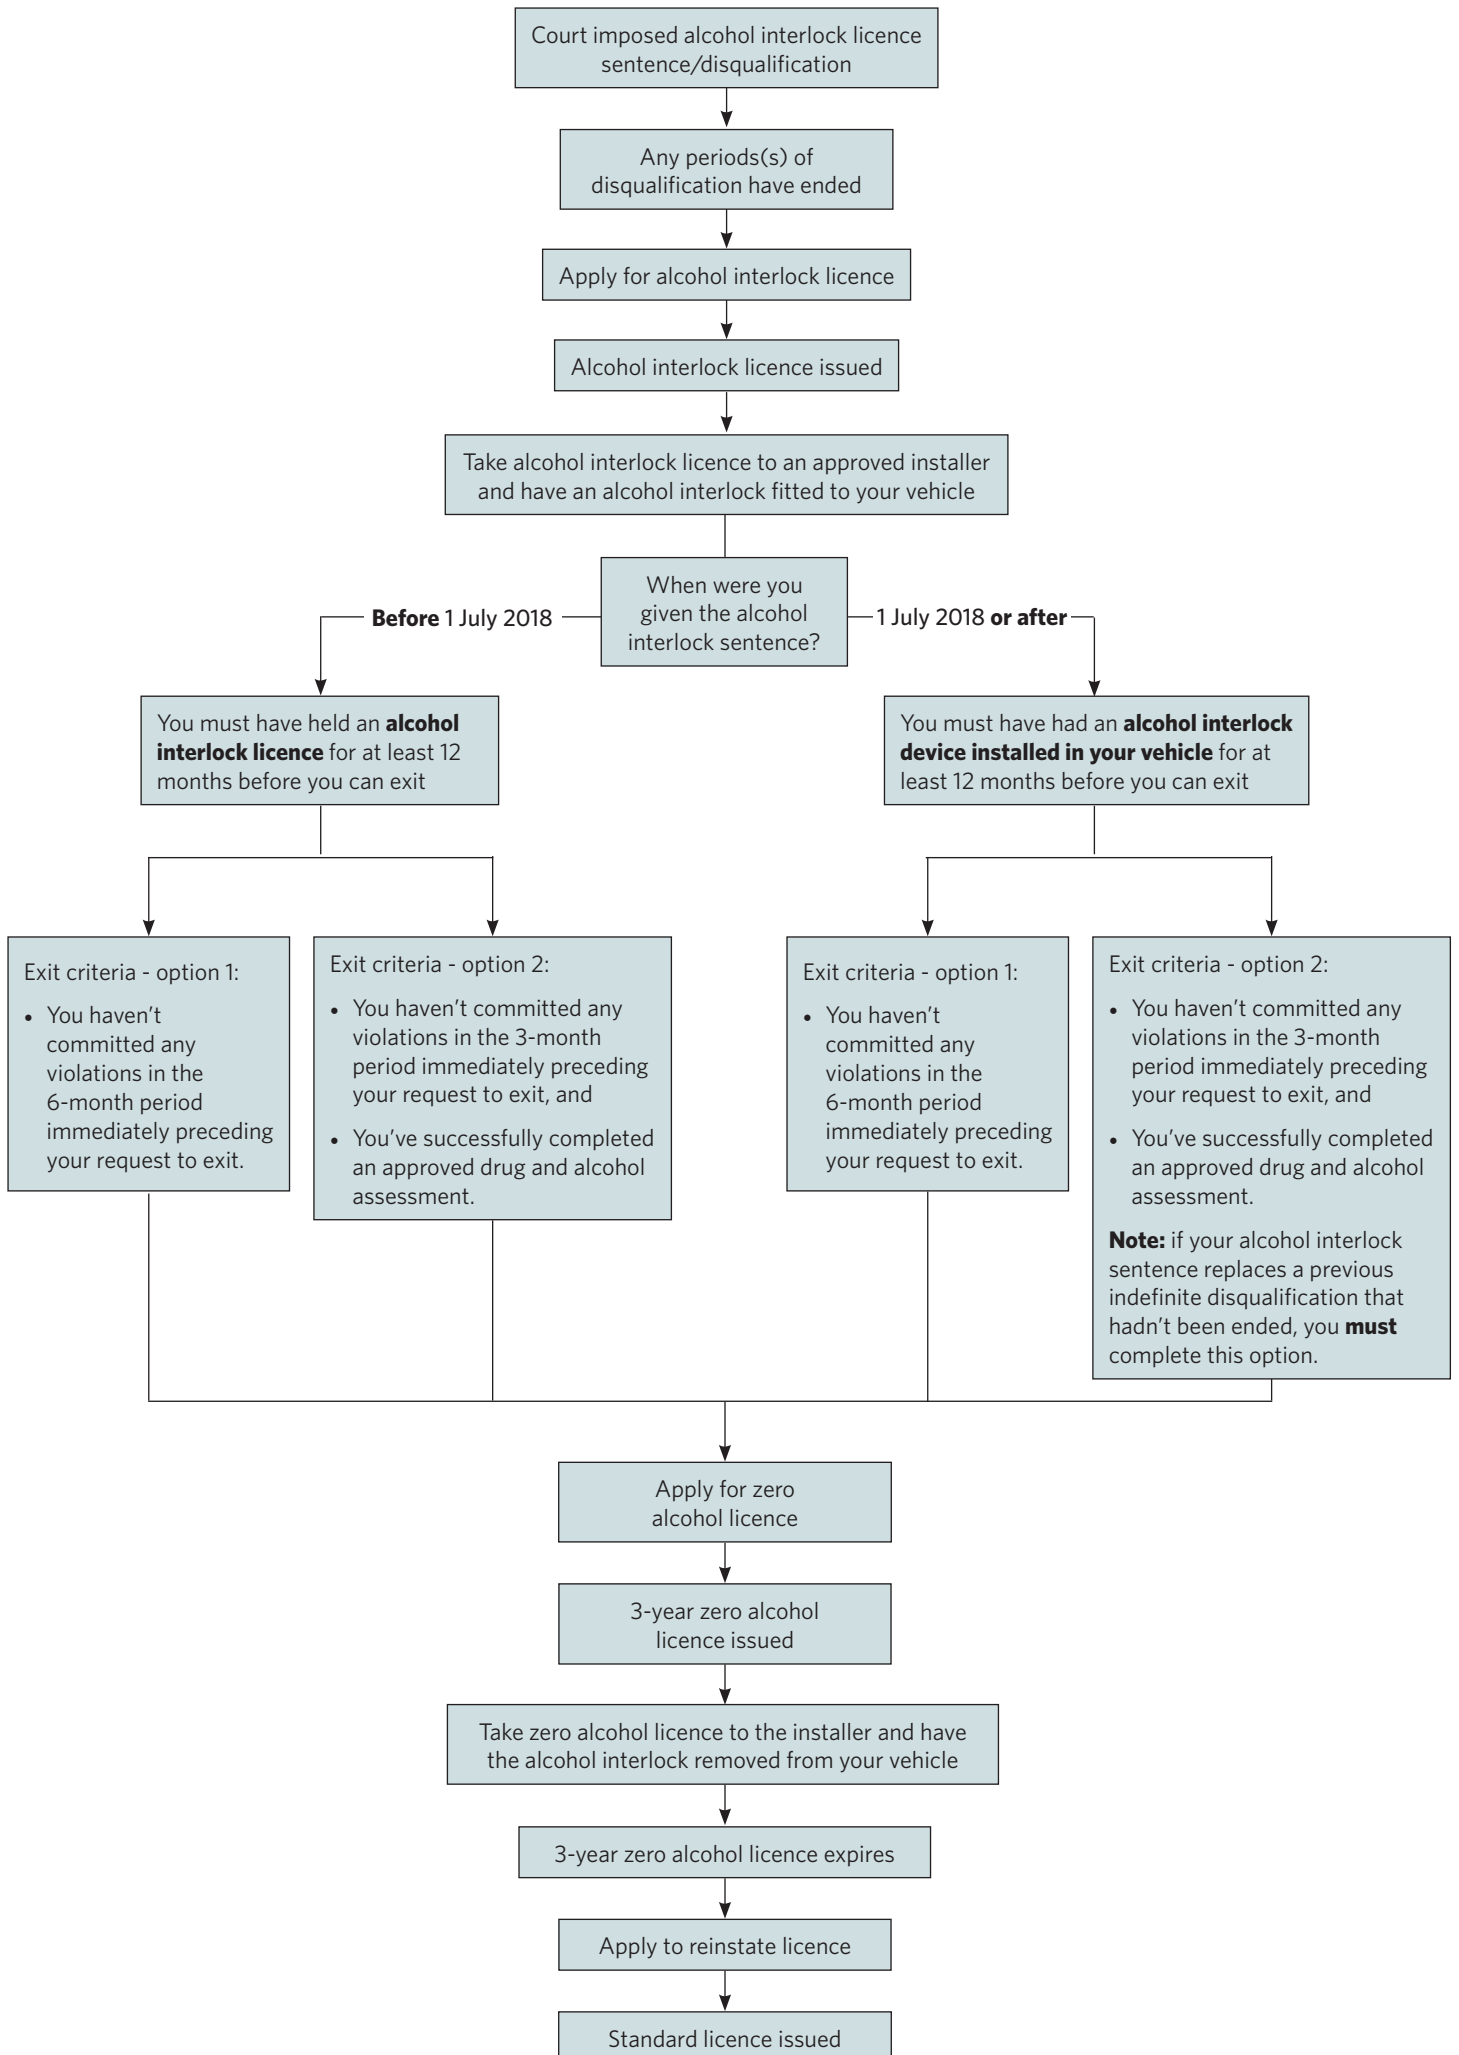 Court imposed alcohol interlock licence
sentence/disqualification
Any periods(s) of
disqualification have ended
Apply for alcohol interlock licence
Alcohol interlock licence issued
Take alcohol interlock licence to an approved installer
and have an alcohol interlock fitted to your vehicle
When were you
given the alcohol
interlock sentence?
Before 1 July 2018
1 July 2018 or after
You must have held an alcohol
interlock licence for at least 12
months before you can exit
You must have had an alcohol interlock
device installed in your vehicle for at
least 12 months before you can exit
Exit criteria - option 1:
• You haven't
committed any
violations in the
6-month period
immediately preceding
your request to exit.
Exit criteria - option 2:
• You haven't committed any
violations in the 3-month
period immediately preceding
your request to exit, and
• You've successfully completed
an approved drug and alcohol
assessment.
Exit criteria - option 1:
• You haven't
committed any
violations in the
6-month period
immediately preceding
your request to exit.
Exit criteria - option 2:
• You haven't committed any
violations in the 3-month
period immediately preceding
your request to exit, and
• You've successfully completed
an approved drug and alcohol
assessment.
Note: if your alcohol interlock
sentence replaces a previous
indefinite disqualification that
hadn't been ended, you must
complete this option.
Apply for zero
alcohol licence
3-year zero alcohol
licence issued
Take zero alcohol licence to the installer and have
the alcohol interlock removed from your vehicle
3-year zero alcohol licence expires
Apply to reinstate licence
Standard licence issued